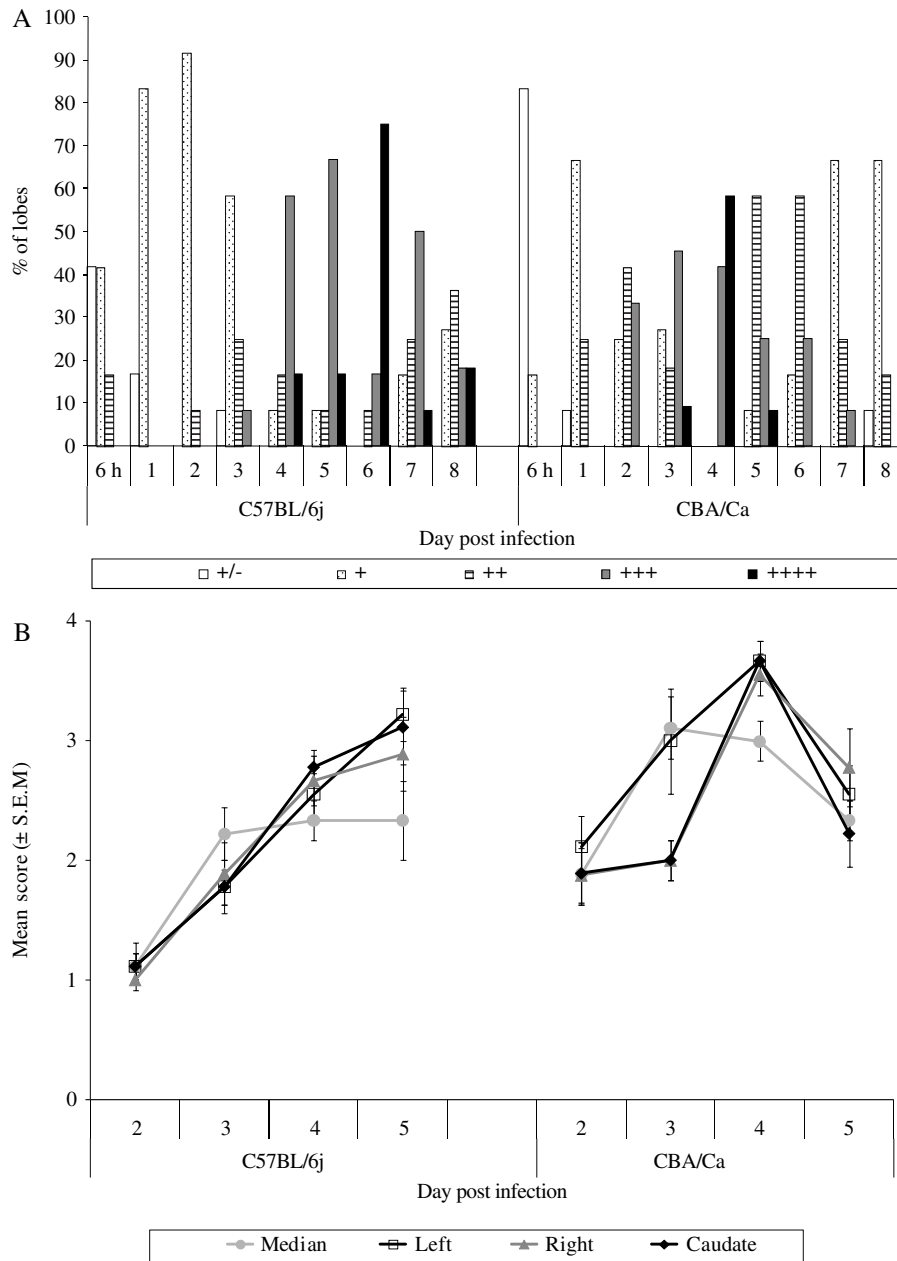 A
100
90
80
70
60
50
40
30
20
10
0
% of lobes
6 h 1 2 3 4 5 6 7 8 6 h 1 2 3 4 5 6 7 8
C57BL/6j CBA/Ca
Day post infection
+/- + ++ +++ ++++
B
4
3
2
1
0
Mean score (± S.E.M)
2 3 4 5 2 3 4 5
C57BL/6j CBA/Ca
Day post infection
Median Left Right Caudate